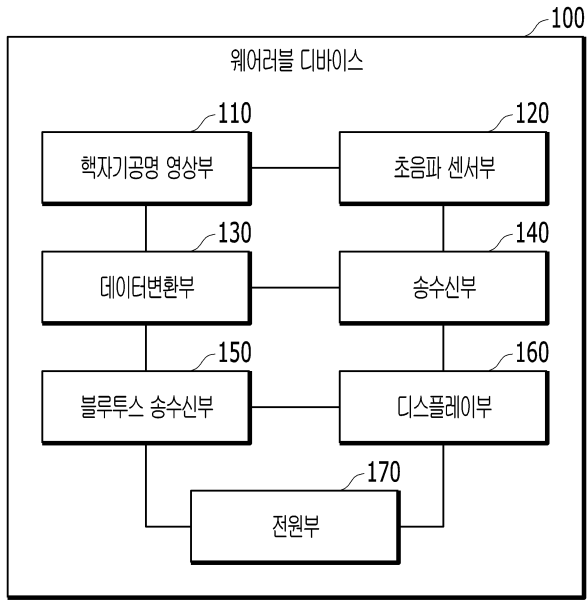 100
웨어러블 디바이스
110
핵자기공명 영상부
120
초음파 센서부
130
데이터변환부
140
송수신부
150
블루투스 송수신부
160
디스플레이부
170
전원부